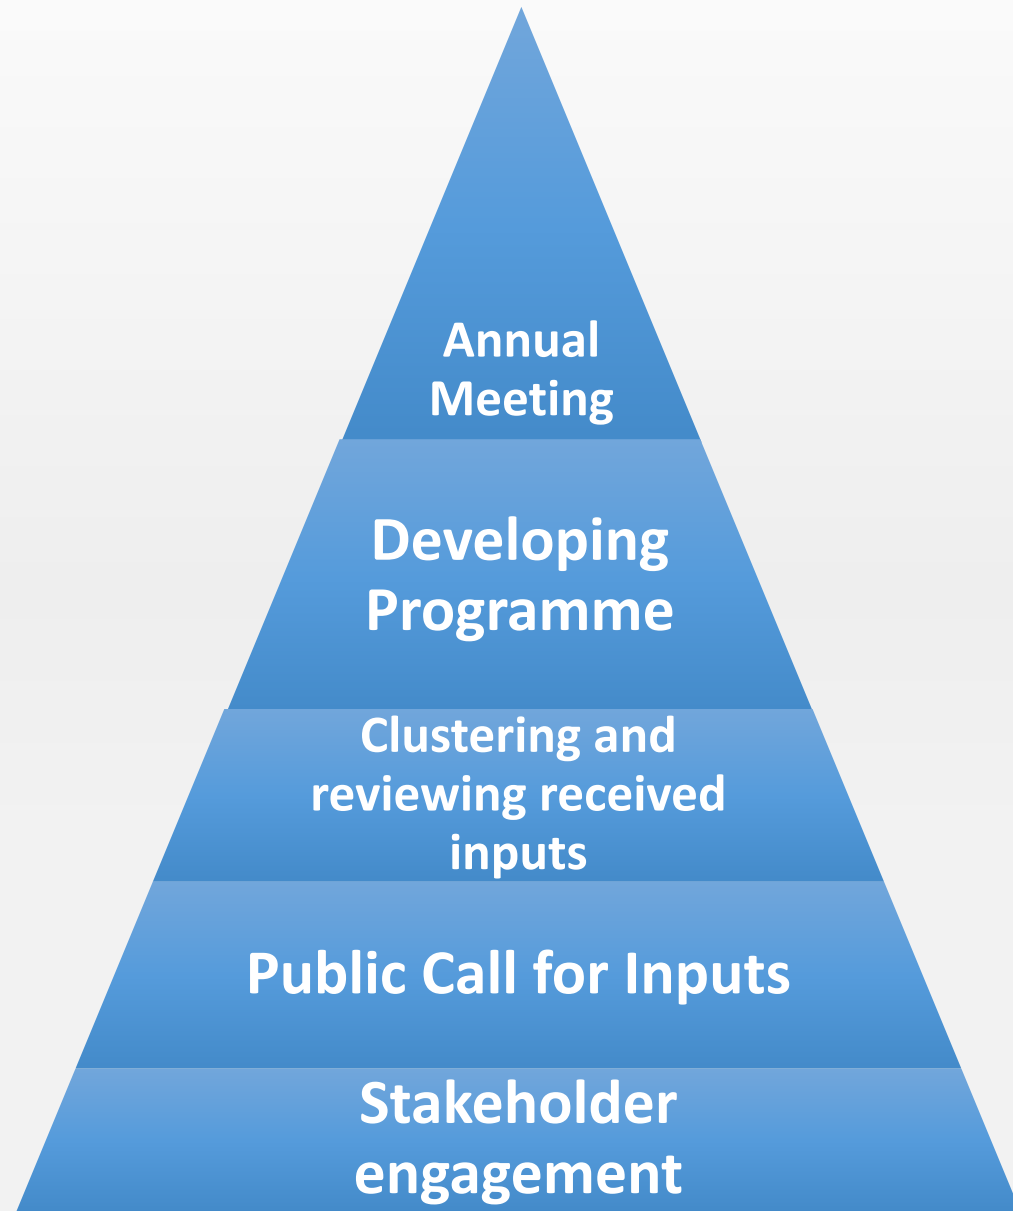 Annual
Meeting
Developing
Programme
Clustering and
reviewing received
inputs
Public Call for Inputs
Stakeholder
engagement